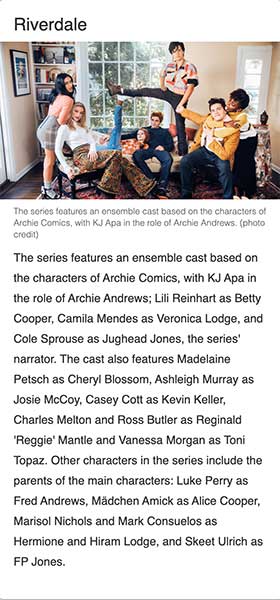 Riverdale
The series features an ensemble cast based on the characters of
Archie Comics, with KJ Apa in the role of Archie Andrews. (photo
credit)
The series features an ensemble cast based on
the characters of Archie Comics, with KJ Apa in
the role of Archie Andrews; Lili Reinhart as Betty
Cooper, Camila Mendes as Veronica Lodge, and
Cole Sprouse as Jughead Jones, the series'
narrator. The cast also features Madelaine
Petsch as Cheryl Blossom, Ashleigh Murray as
Josie McCoy, Casey Cott as Kevin Keller,
Charles Melton and Ross Butler as Reginald
'Reggie' Mantle and Vanessa Morgan as Toni
Topaz. Other characters in the series include the
parents of the main characters: Luke Perry as
Fred Andrews, Mädchen Amick as Alice Cooper,
Marisol Nichols and Mark Consuelos as
Hermione and Hiram Lodge, and Skeet Ulrich as
FP Jones.